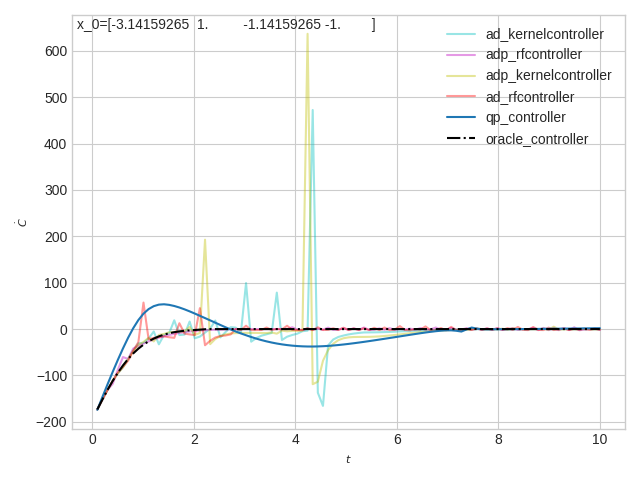 x_0=[-3.14159265 1. -1.14159265 -1. ]
ad_kernelcontroller
adp_rfcontroller
adp_kernelcontroller
ad_rfcontroller
qp_controller
oracle_controller
600
500
400
300
200
100
0
−100
−200
Ċ
0 2 4 6 8 10
t